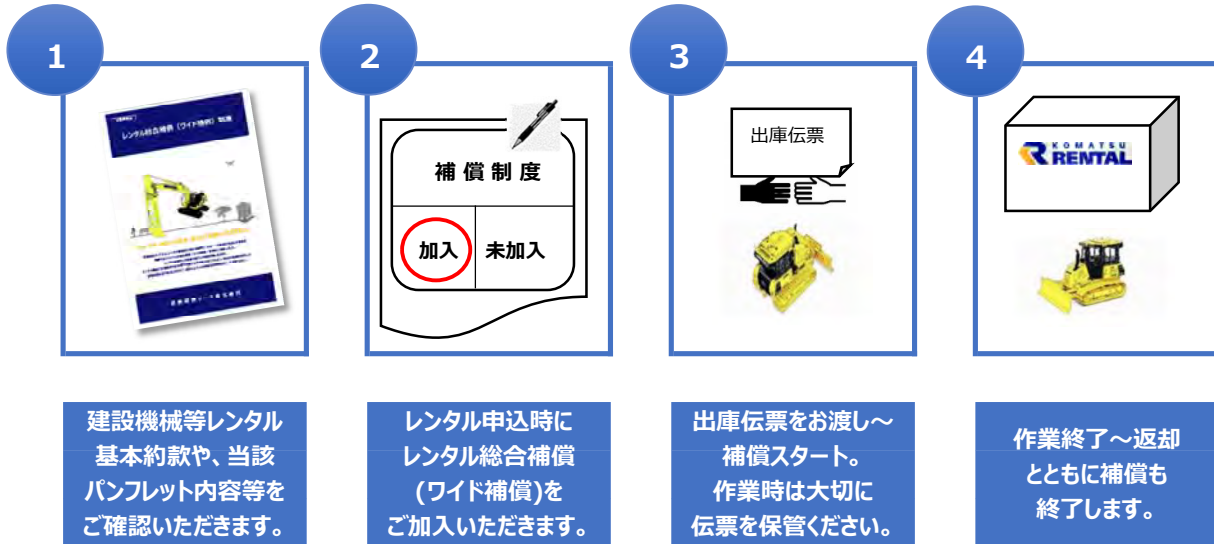 1
2
3
4
レンタル総合補償（ワイド補償）制度
補 償 制 度
加入
未加入
出庫伝票
KOMATSU
RENTAL
建設機械等レンタル
基本約款や、当該
パンフレット内容等を
ご確認いただきます。
レンタル申込時に
レンタル総合補償
(ワイド補償)を
ご加入いただきます。
出庫伝票をお渡し～
補償スタート。
作業時は大切に
伝票を保管ください。
作業終了～返却
とともに補償も
終了します。